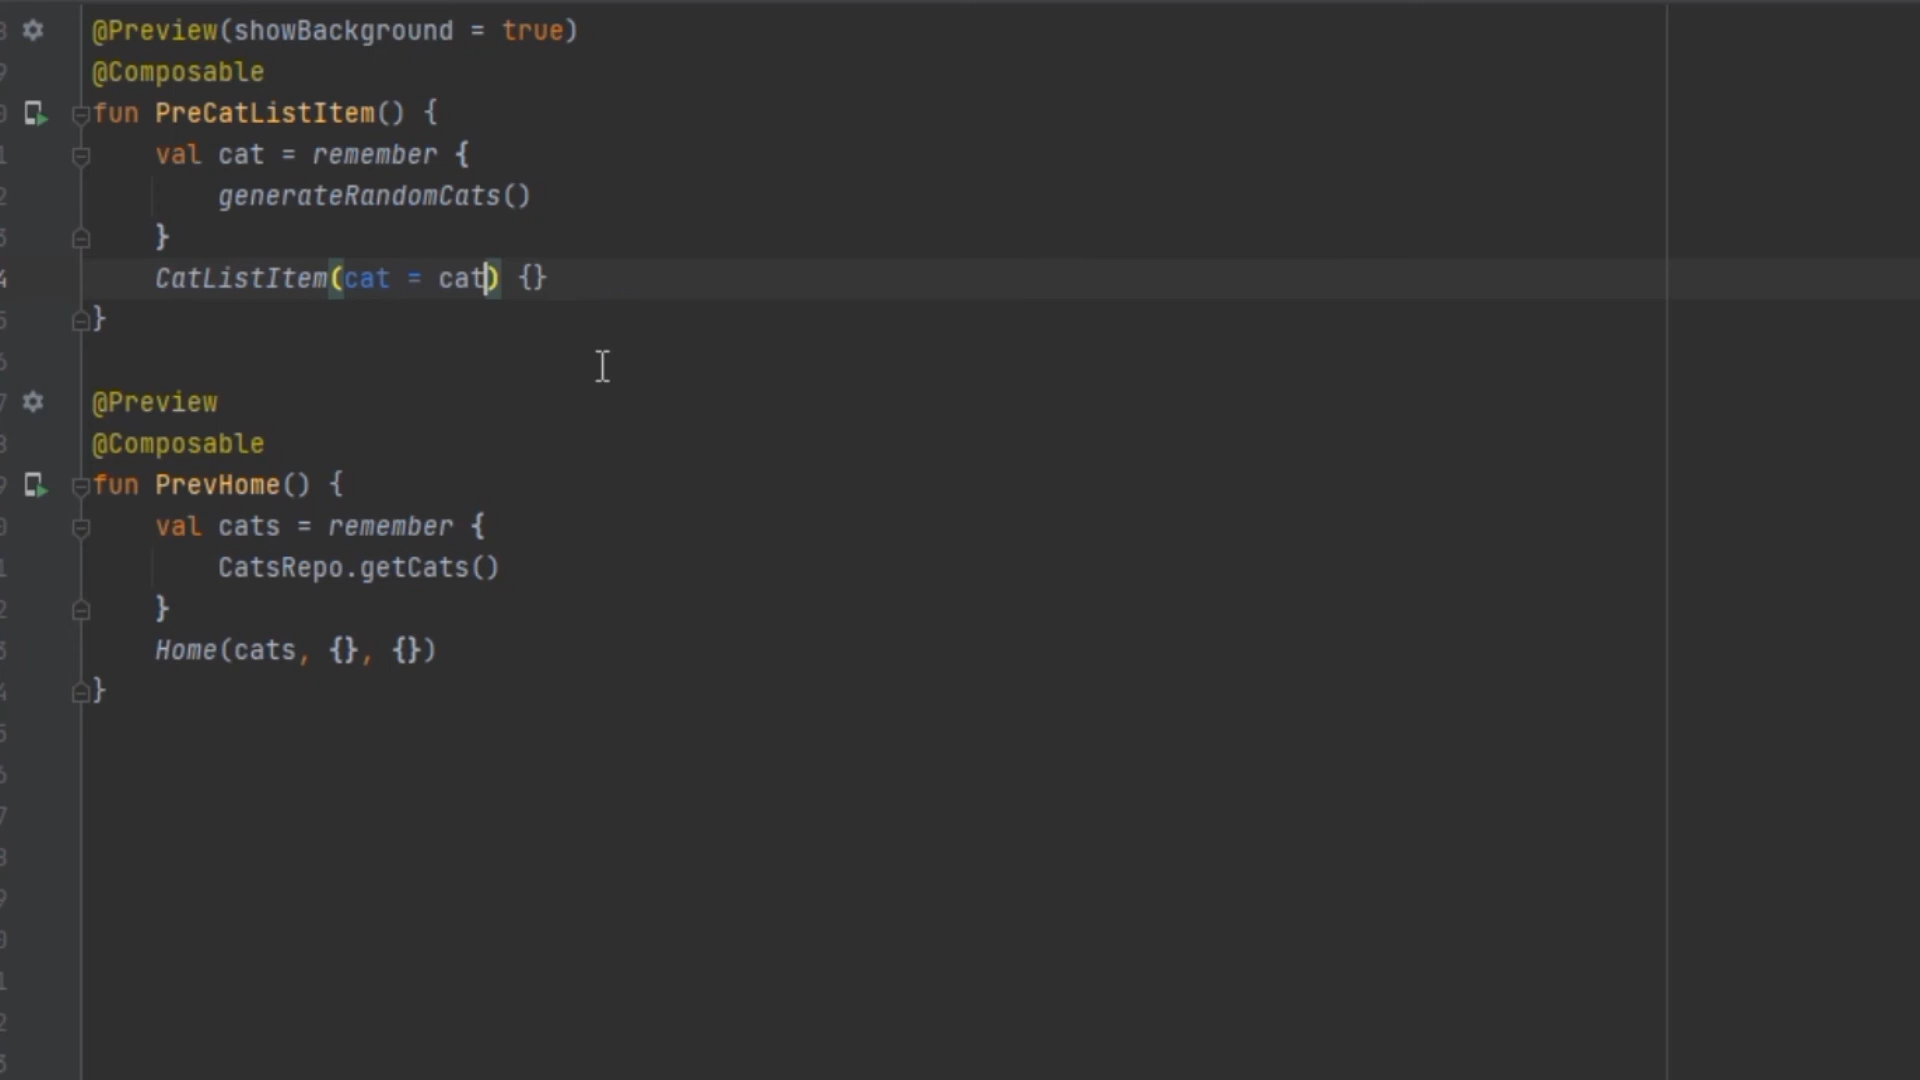 @Preview(showBackground = true)
@Composable
fun PreCatListItem() {
    val cat = remember {
        generateRandomCats()
    }
    CatListItem(cat = cat) {}
}
@Preview
@Composable
fun PrevHome() {
    val cats = remember {
        CatsRepo.getCats()
    }
    Home(cats, {}, {})
}